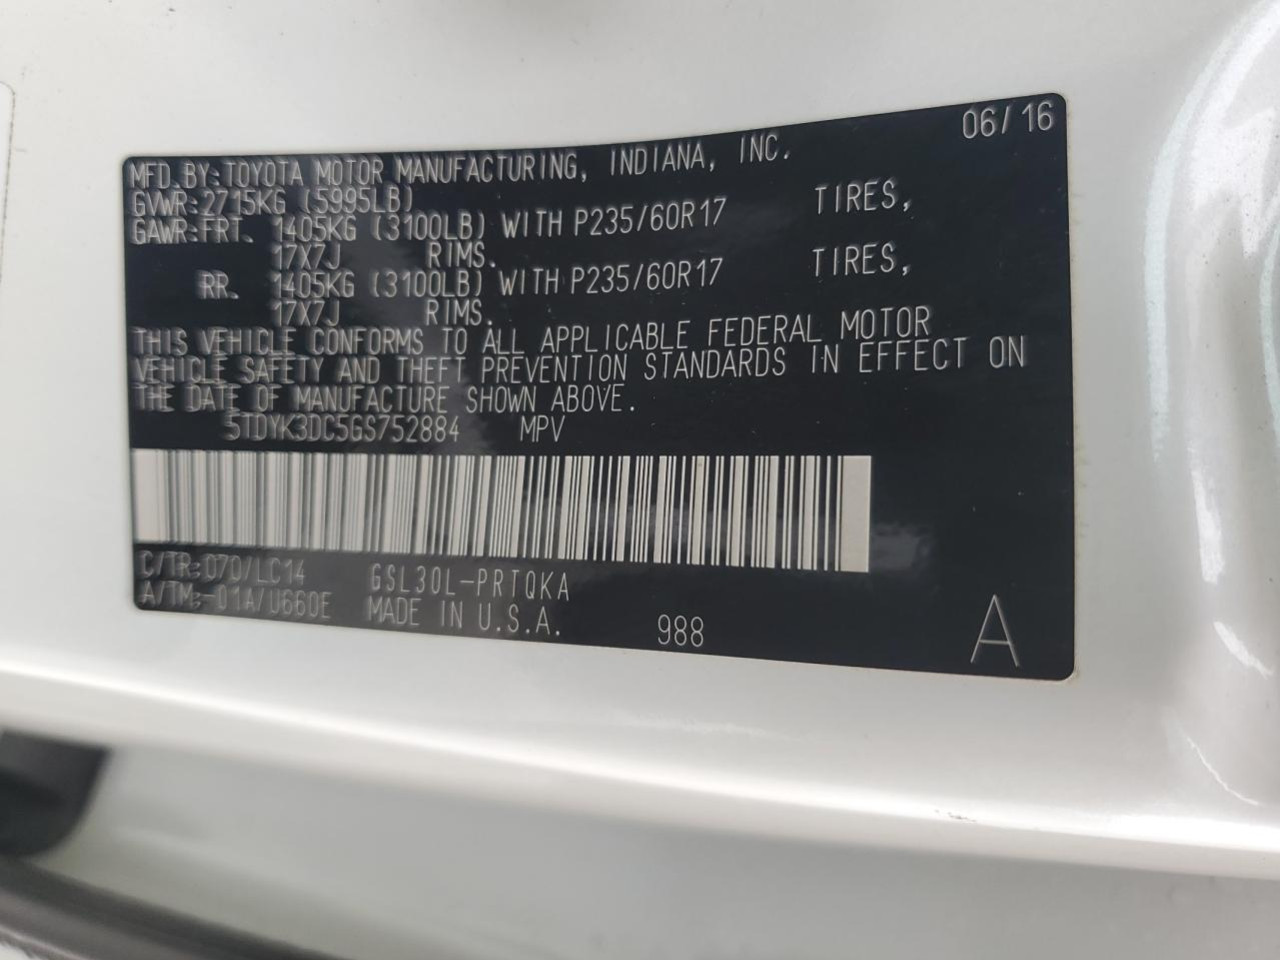 06/16
MFD.BY:TOYOTA MOTOR MANUFACTURING, INDIANA, INC.
GVWR:2715KG (5995LB)
GAWR:FRT. 1405KG (3100LB) WITH P235/60R17 TIRES,
17X7J RIMS.
RR. 1405KG (3100LB) WITH P235/60R17 TIRES,
17X7J RIMS.
THIS VEHICLE CONFORMS TO ALL APPLICABLE FEDERAL MOTOR
VEHICLE SAFETY AND THEFT PREVENTION STANDARDS IN EFFECT ON
THE DATE OF MANUFACTURE SHOWN ABOVE.
5TDYK3DC5GS752884 MPV
C/TR:070/LC14 GSL30L-PRTQKA
A/TM:-01A/U660E MADE IN U.S.A. 988 A